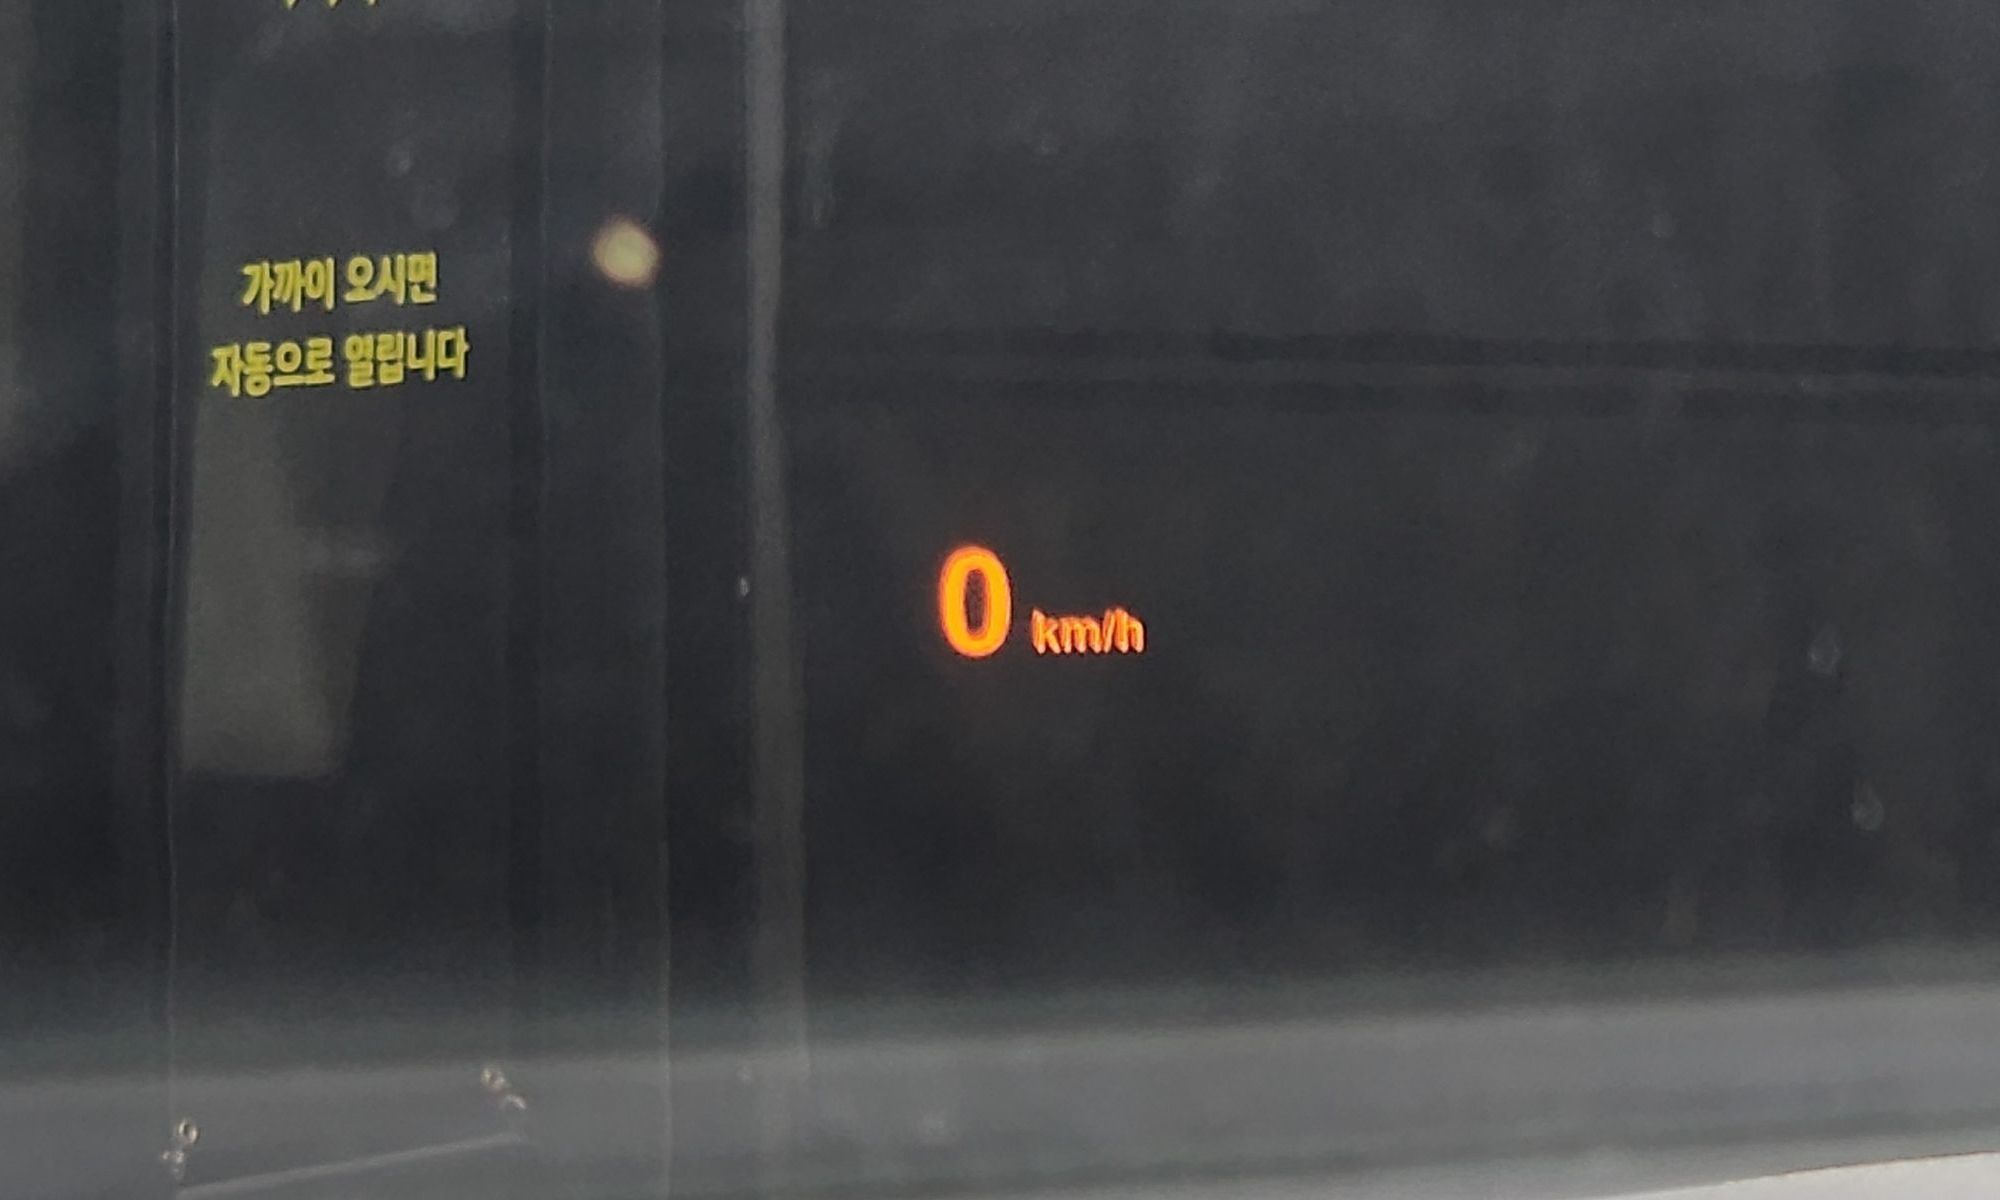 가까이 오시면
자동으로 열립니다
0 km/h